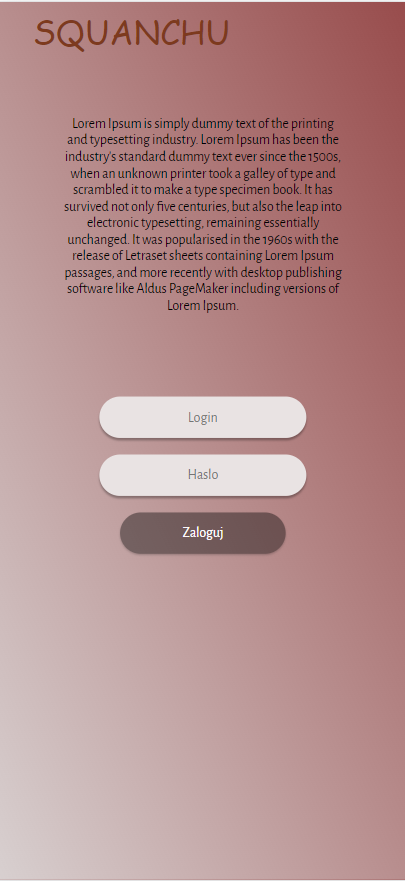 SQUANCHU
Lorem Ipsum is simply dummy text of the printing
and typesetting industry. Lorem Ipsum has been the
industry's standard dummy text ever since the 1500s,
when an unknown printer took a galley of type and
scrambled it to make a type specimen book. It has
survived not only five centuries, but also the leap into
electronic typesetting, remaining essentially
unchanged. It was popularised in the 1960s with the
release of Letraset sheets containing Lorem Ipsum
passages, and more recently with desktop publishing
software like Aldus PageMaker including versions of
Lorem Ipsum.
Login
Haslo
Zaloguj